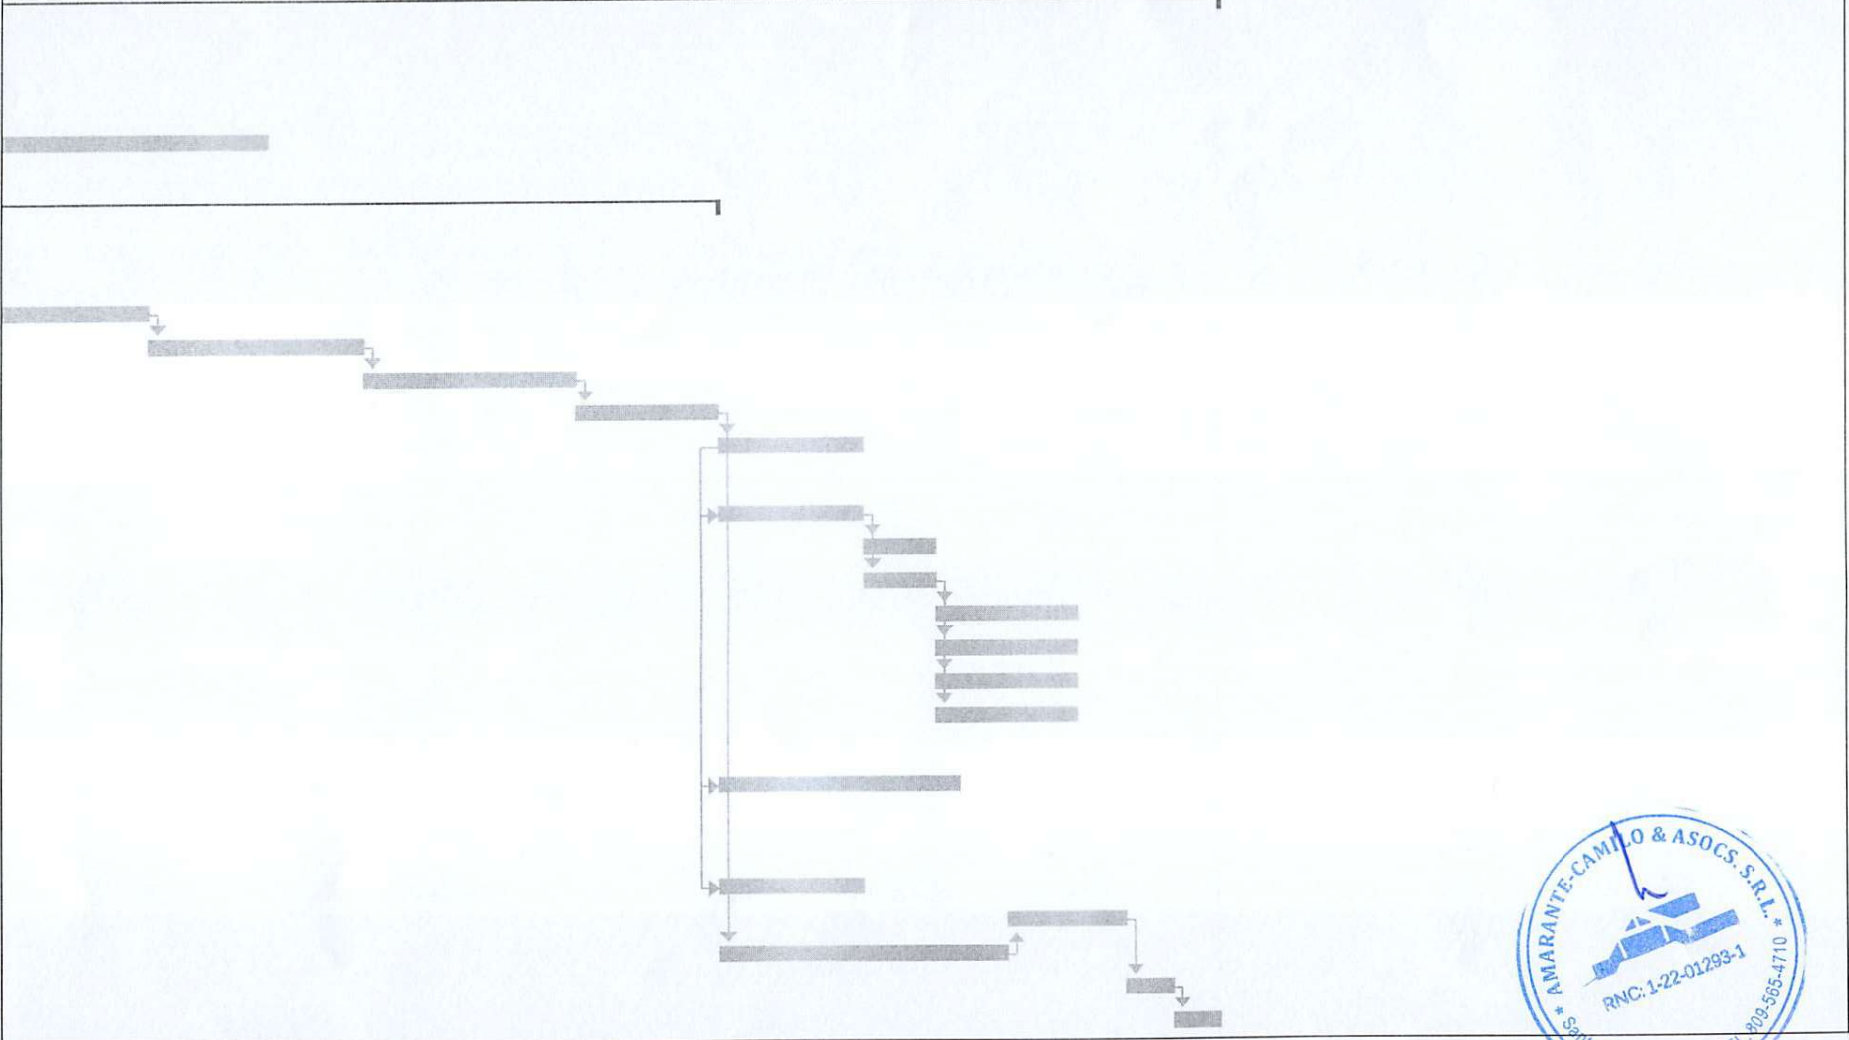 * AMARANTE-CAMILO & ASOCS. S.R.L. *
RNC: 1-22-01293-1
809-565-4710